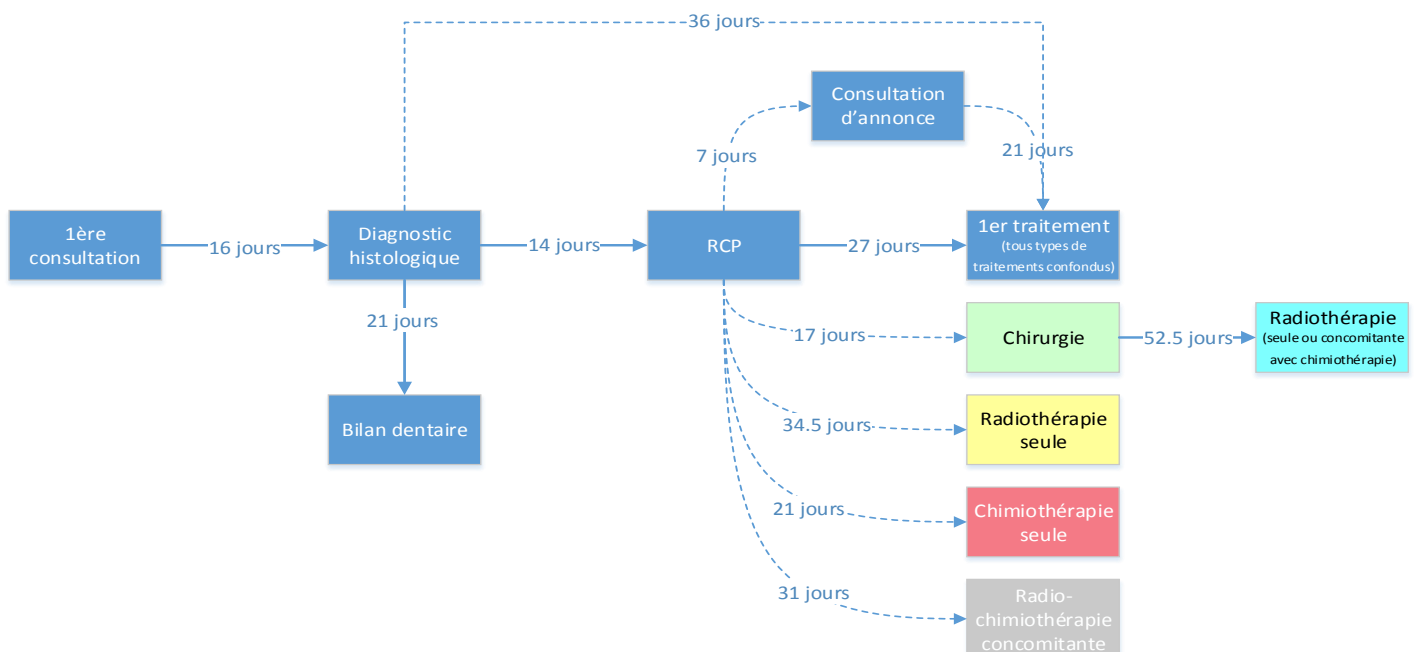 36 jours
Consultation
d'annonce
7 jours
21 jours
1ère
consultation
16 jours
Diagnostic
histologique
14 jours
RCP
27 jours
1er traitement
(tous types de
traitements confondus)
21 jours
17 jours
Chirurgie
52.5 jours
Radiothérapie
(seule ou concomitante
avec chimiothérapie)
Bilan dentaire
34.5 jours
Radiothérapie
seule
21 jours
Chimiothérapie
seule
31 jours
Radio-
chimiothérapie
concomitante